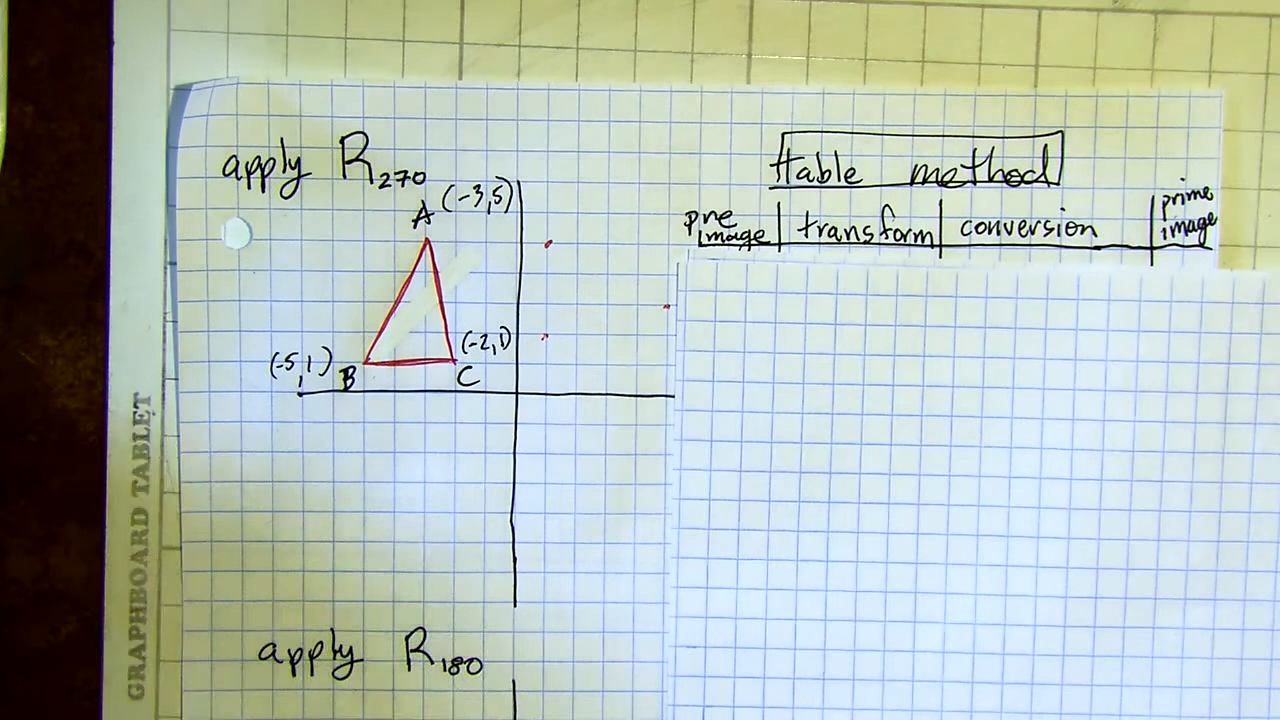 apply R270
A (-3,5)
(-5,1) B
(-2,1)
C
apply R180
table method
pre image
transform
conversion
prime image
GRAPHBOARD TABLET